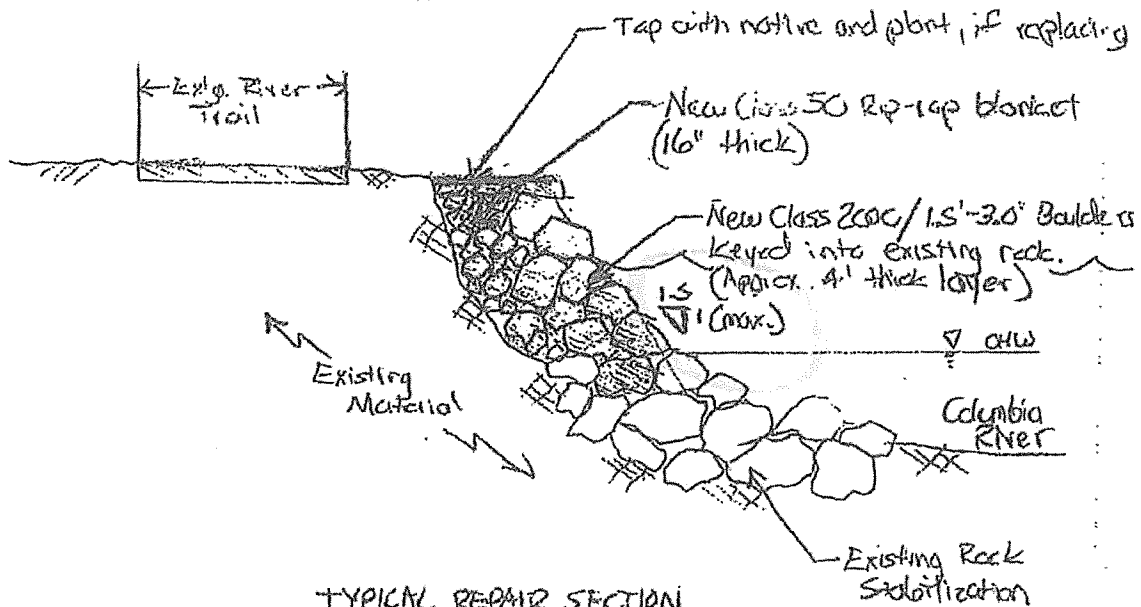 Top with native and plant, if replacing
Ex'g. River
Trail
New Class 50 Rip-rap blanket
(16" thick)
New Class 2000/1.5'-3.0' Boulders
keyed into existing rock.
(Approx. 4' thick layer)
1.5
1 (max.)
OHW
Existing
Material
Columbia
River
Existing Rock
Stabilization
TYPICAL REPAIR SECTION